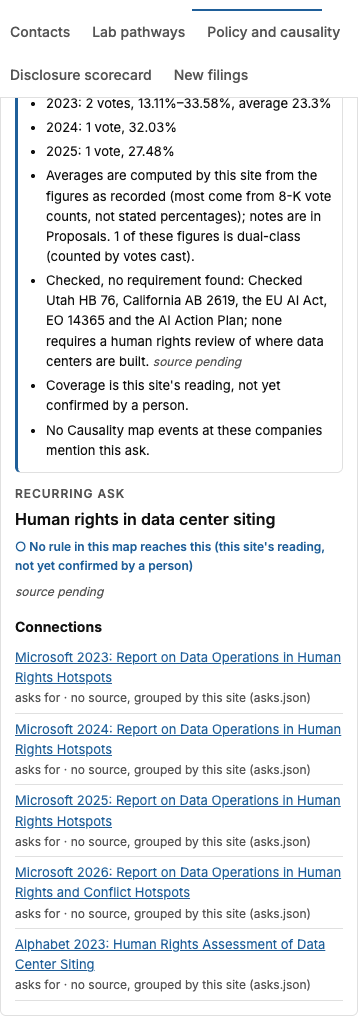 Contacts Lab pathways Policy and causality
Disclosure scorecard New filings
• 2023: 2 votes, 13.11%–33.58%, average 23.3%
• 2024: 1 vote, 32.03%
• 2025: 1 vote, 27.48%
• Averages are computed by this site from the
figures as recorded (most come from 8-K vote
counts, not stated percentages); notes are in
Proposals. 1 of these figures is dual-class
(counted by votes cast).
• Checked, no requirement found: Checked
Utah HB 76, California AB 2619, the EU AI Act,
EO 14365 and the AI Action Plan; none
requires a human rights review of where data
centers are built. source pending
• Coverage is this site's reading, not yet
confirmed by a person.
• No Causality map events at these companies
mention this ask.
RECURRING ASK
Human rights in data center siting
○ No rule in this map reaches this (this site's reading,
not yet confirmed by a person)
source pending
Connections
Microsoft 2023: Report on Data Operations in Human
Rights Hotspots
asks for · no source, grouped by this site (asks.json)
Microsoft 2024: Report on Data Operations in Human
Rights Hotspots
asks for · no source, grouped by this site (asks.json)
Microsoft 2025: Report on Data Operations in Human
Rights Hotspots
asks for · no source, grouped by this site (asks.json)
Microsoft 2026: Report on Data Operations in Human
Rights and Conflict Hotspots
asks for · no source, grouped by this site (asks.json)
Alphabet 2023: Human Rights Assessment of Data
Center Siting
asks for · no source, grouped by this site (asks.json)